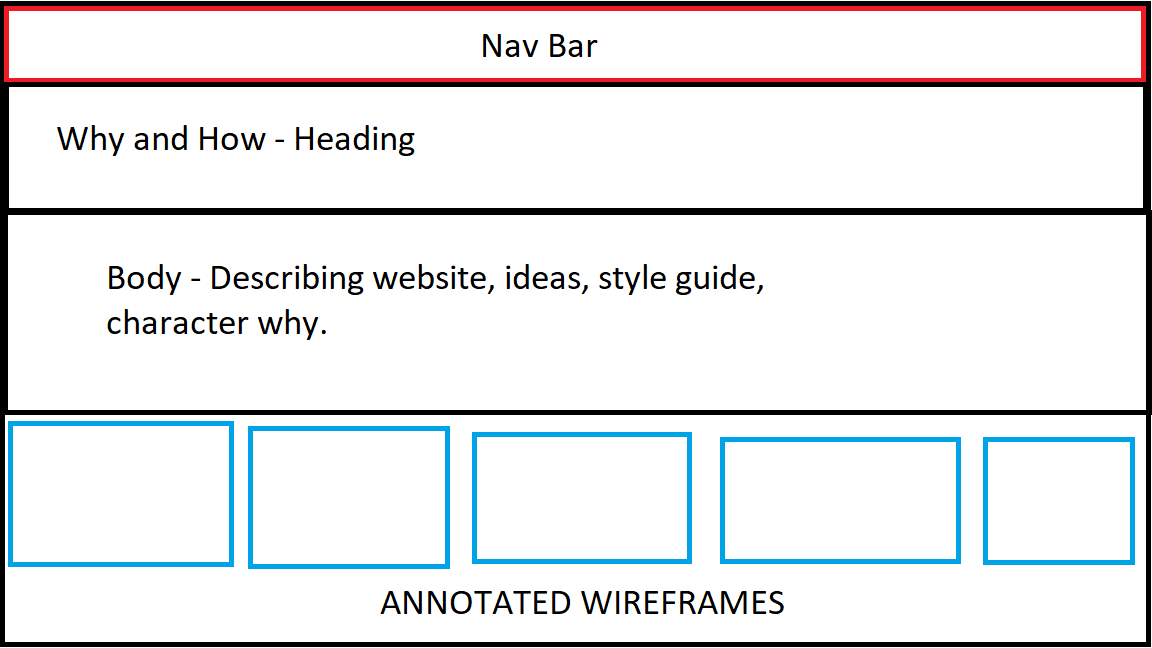 Nav Bar
Why and How - Heading
Body - Describing website, ideas, style guide,
character why.
ANNOTATED WIREFRAMES